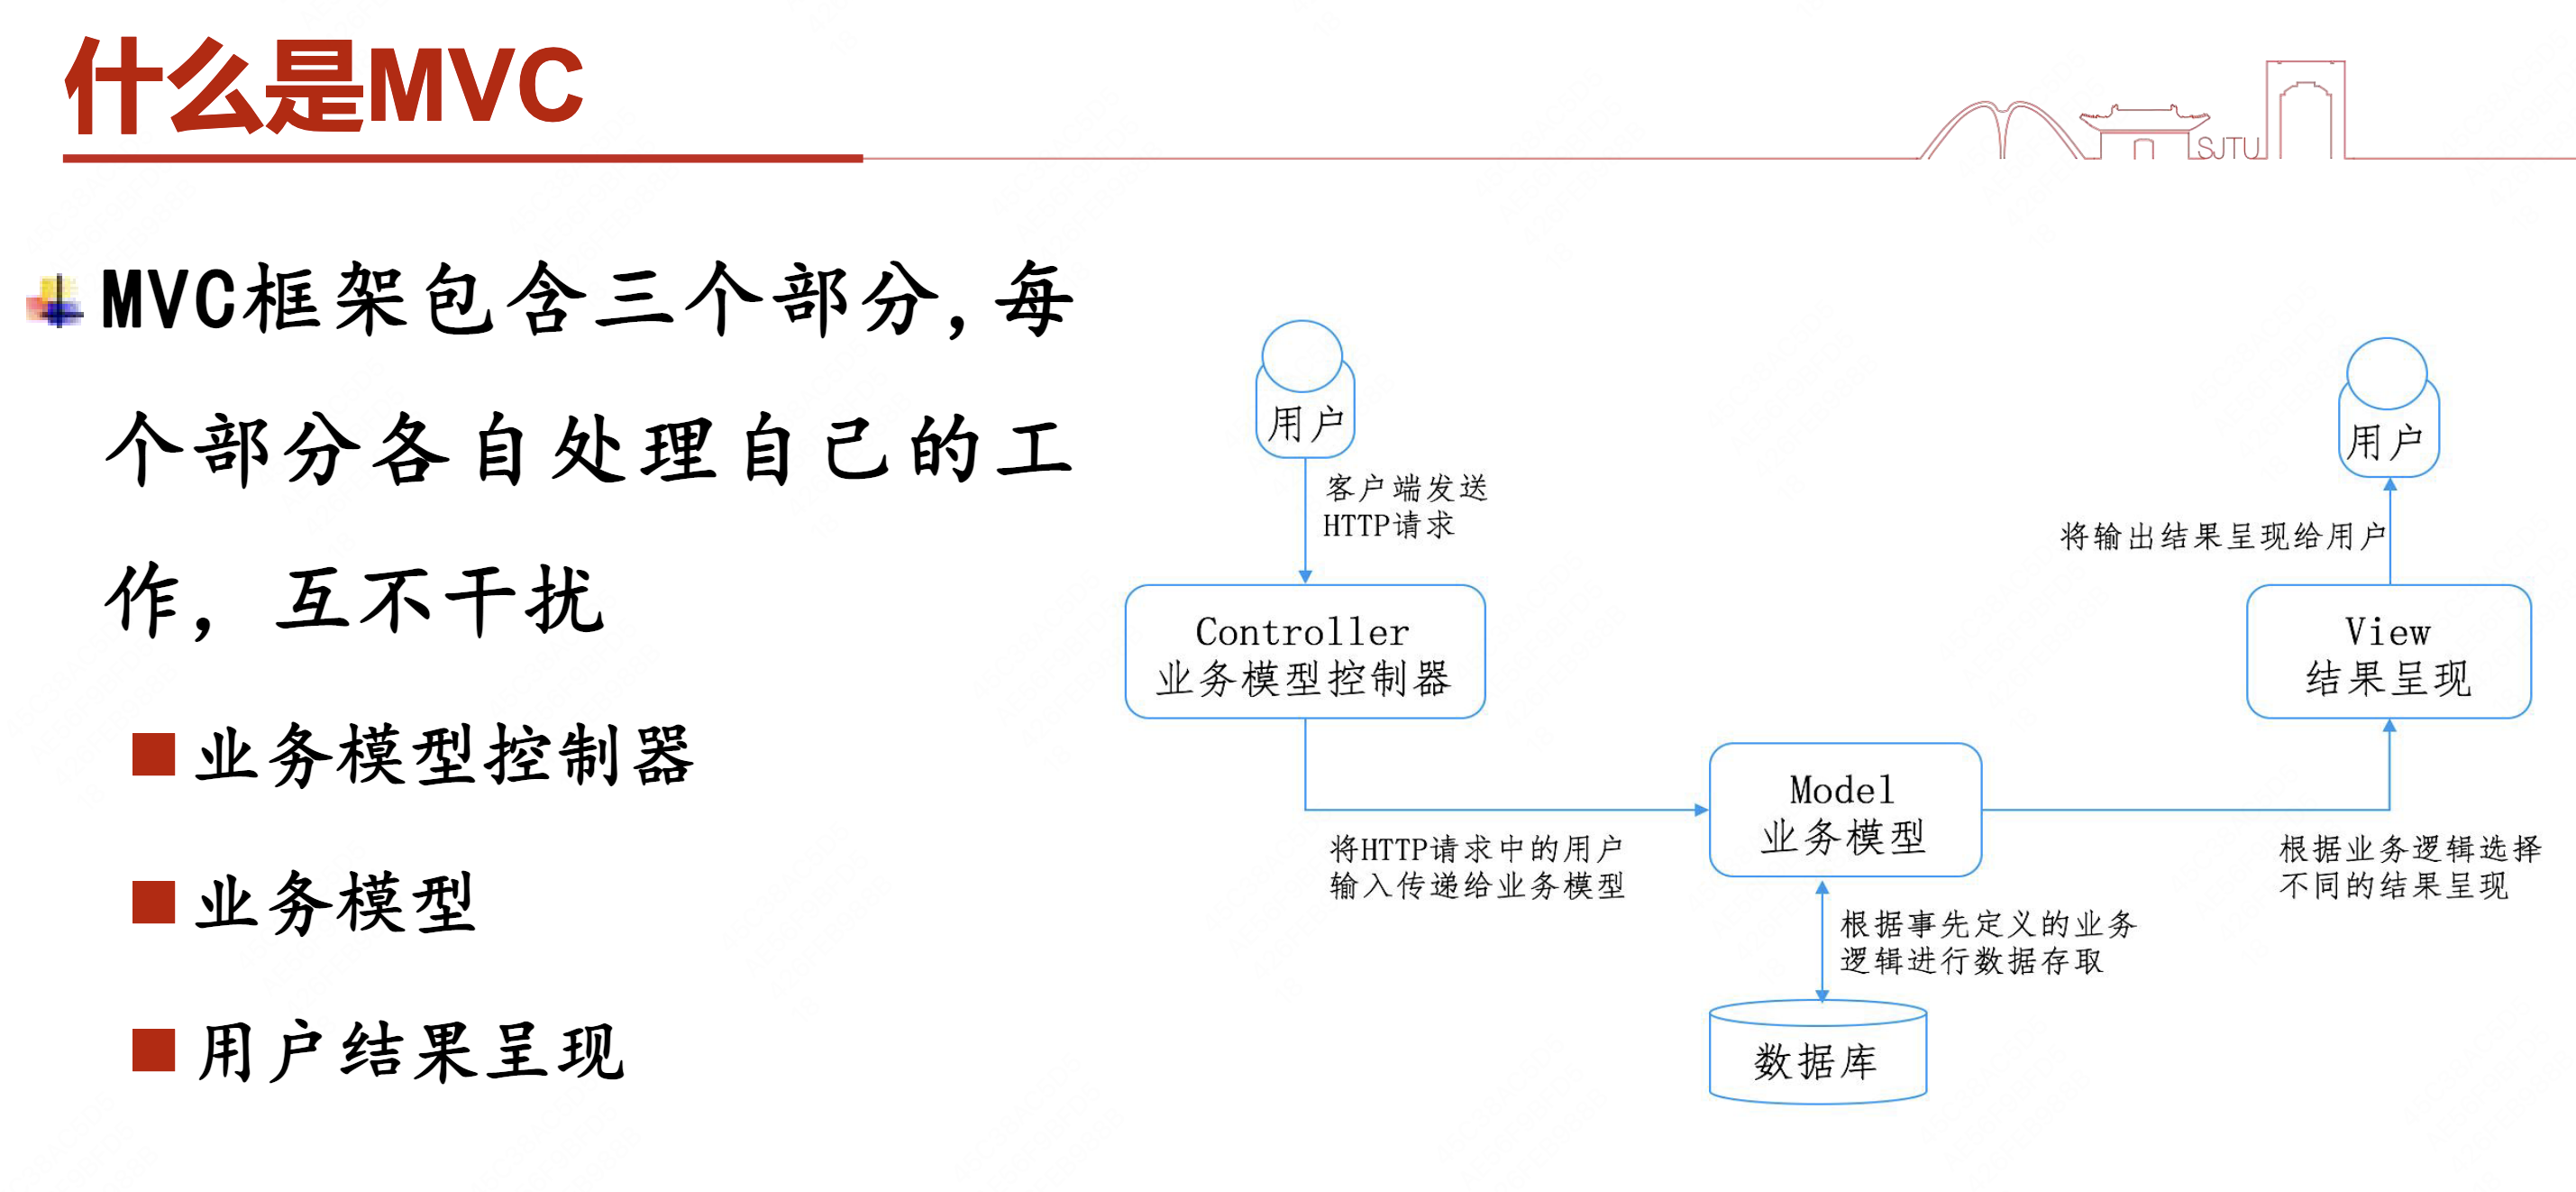 什么是MVC
SJTU
MVC框架包含三个部分,每
个部分各自处理自己的工
作，互不干扰
业务模型控制器
业务模型
用户结果呈现
用户
客户端发送
HTTP请求
Controller
业务模型控制器
将HTTP请求中的用户
输入传递给业务模型
Model
业务模型
根据事先定义的业务
逻辑进行数据存取
数据库
根据业务逻辑选择
不同的结果呈现
View
结果呈现
将输出结果呈现给用户
用户